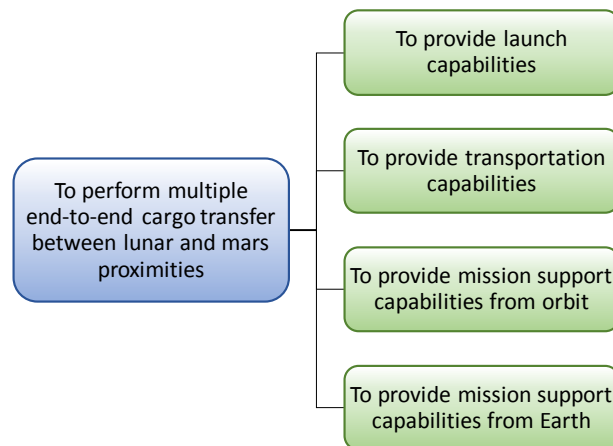 To perform multiple
end-to-end cargo transfer
between lunar and mars
proximities
To provide launch
capabilities
To provide transportation
capabilities
To provide mission support
capabilities from orbit
To provide mission support
capabilities from Earth